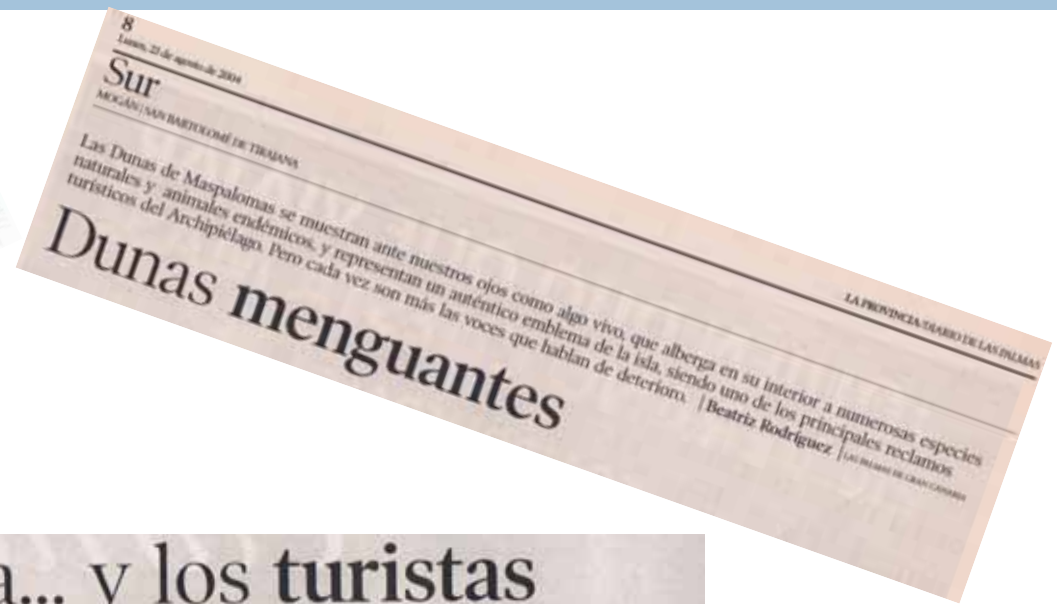 8
Lunes, 23 de agosto de 2004
Sur
MOGÁN | SAN BARTOLOMÉ DE TIRAJANA
LA PROVINCIA/DIARIO DE LAS PALMAS
Las Dunas de Maspalomas se muestran ante nuestros ojos como algo vivo, que alberga en su interior a numerosas especies
naturales y animales endémicos, y representan un auténtico emblema de la isla, siendo uno de los principales reclamos
turísticos del Archipiélago. Pero cada vez son más las voces que hablan de deterioro. | Beatriz Rodríguez | LAS PALMAS DE GRAN CANARIA
Dunas menguantes
a... y los turistas